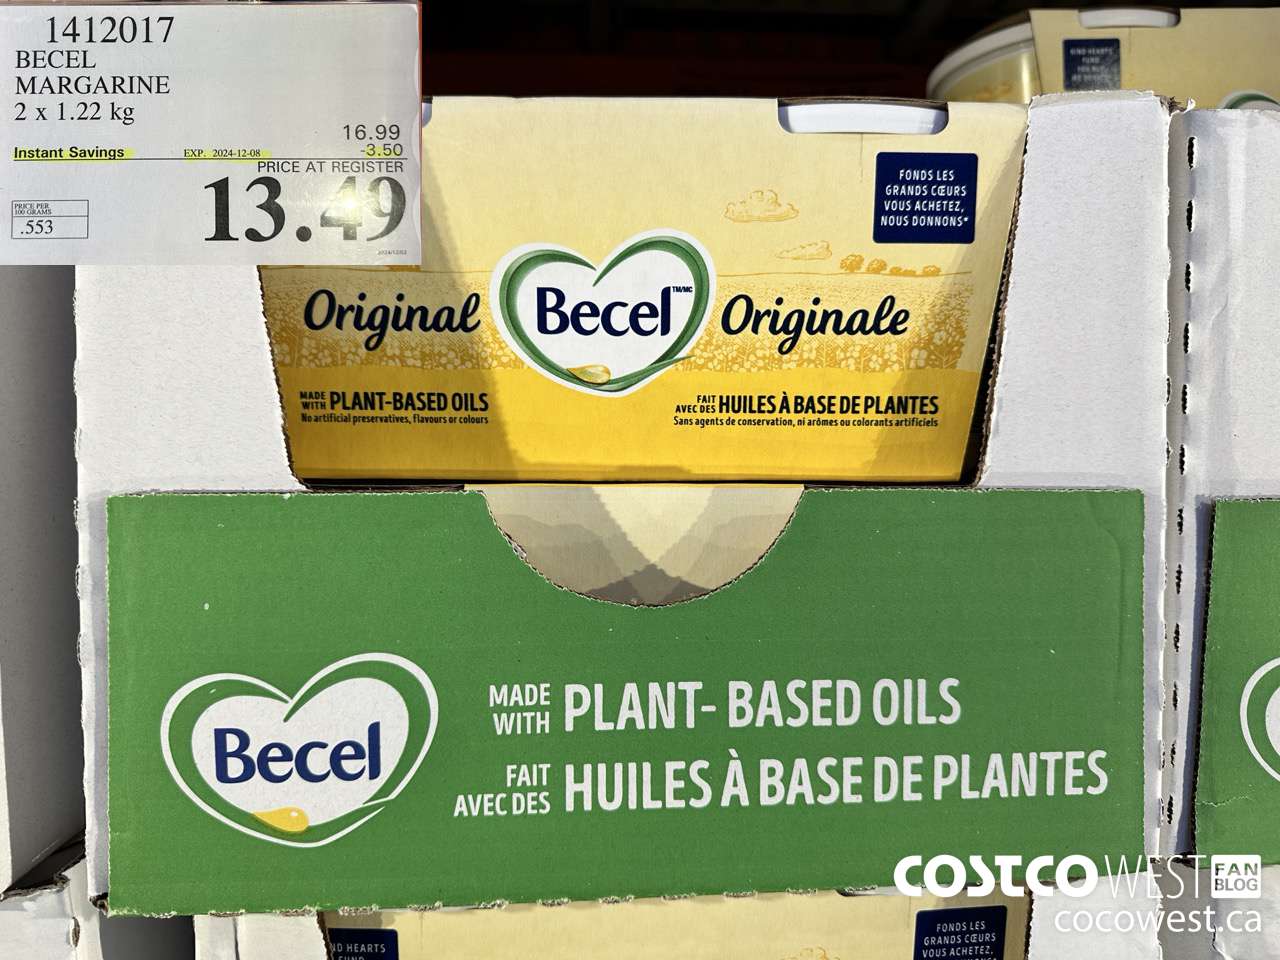 1412017
BECEL
MARGARINE
2 x 1.22 kg
16.99
Instant Savings EXP. 2024-12-08 -3.50
PRICE AT REGISTER
13.49
PRICE PER
100 GRAMS
.553
FONDS LES
GRANDS CŒURS
VOUS ACHETEZ,
NOUS DONNONS*
Original Becel TM/MC Originale
MADE
WITH PLANT-BASED OILS
No artificial preservatives, flavours or colours
FAIT
AVEC DES HUILES À BASE DE PLANTES
Sans agents de conservation, ni arômes ou colorants artificiels
Becel
MADE
WITH PLANT-BASED OILS
FAIT
AVEC DES HUILES À BASE DE PLANTES
COSTCO WEST FAN
BLOG
cocowest.ca
ND HEARTS
FONDS LES
GRANDS CŒURS
VOUS ACHETEZ,